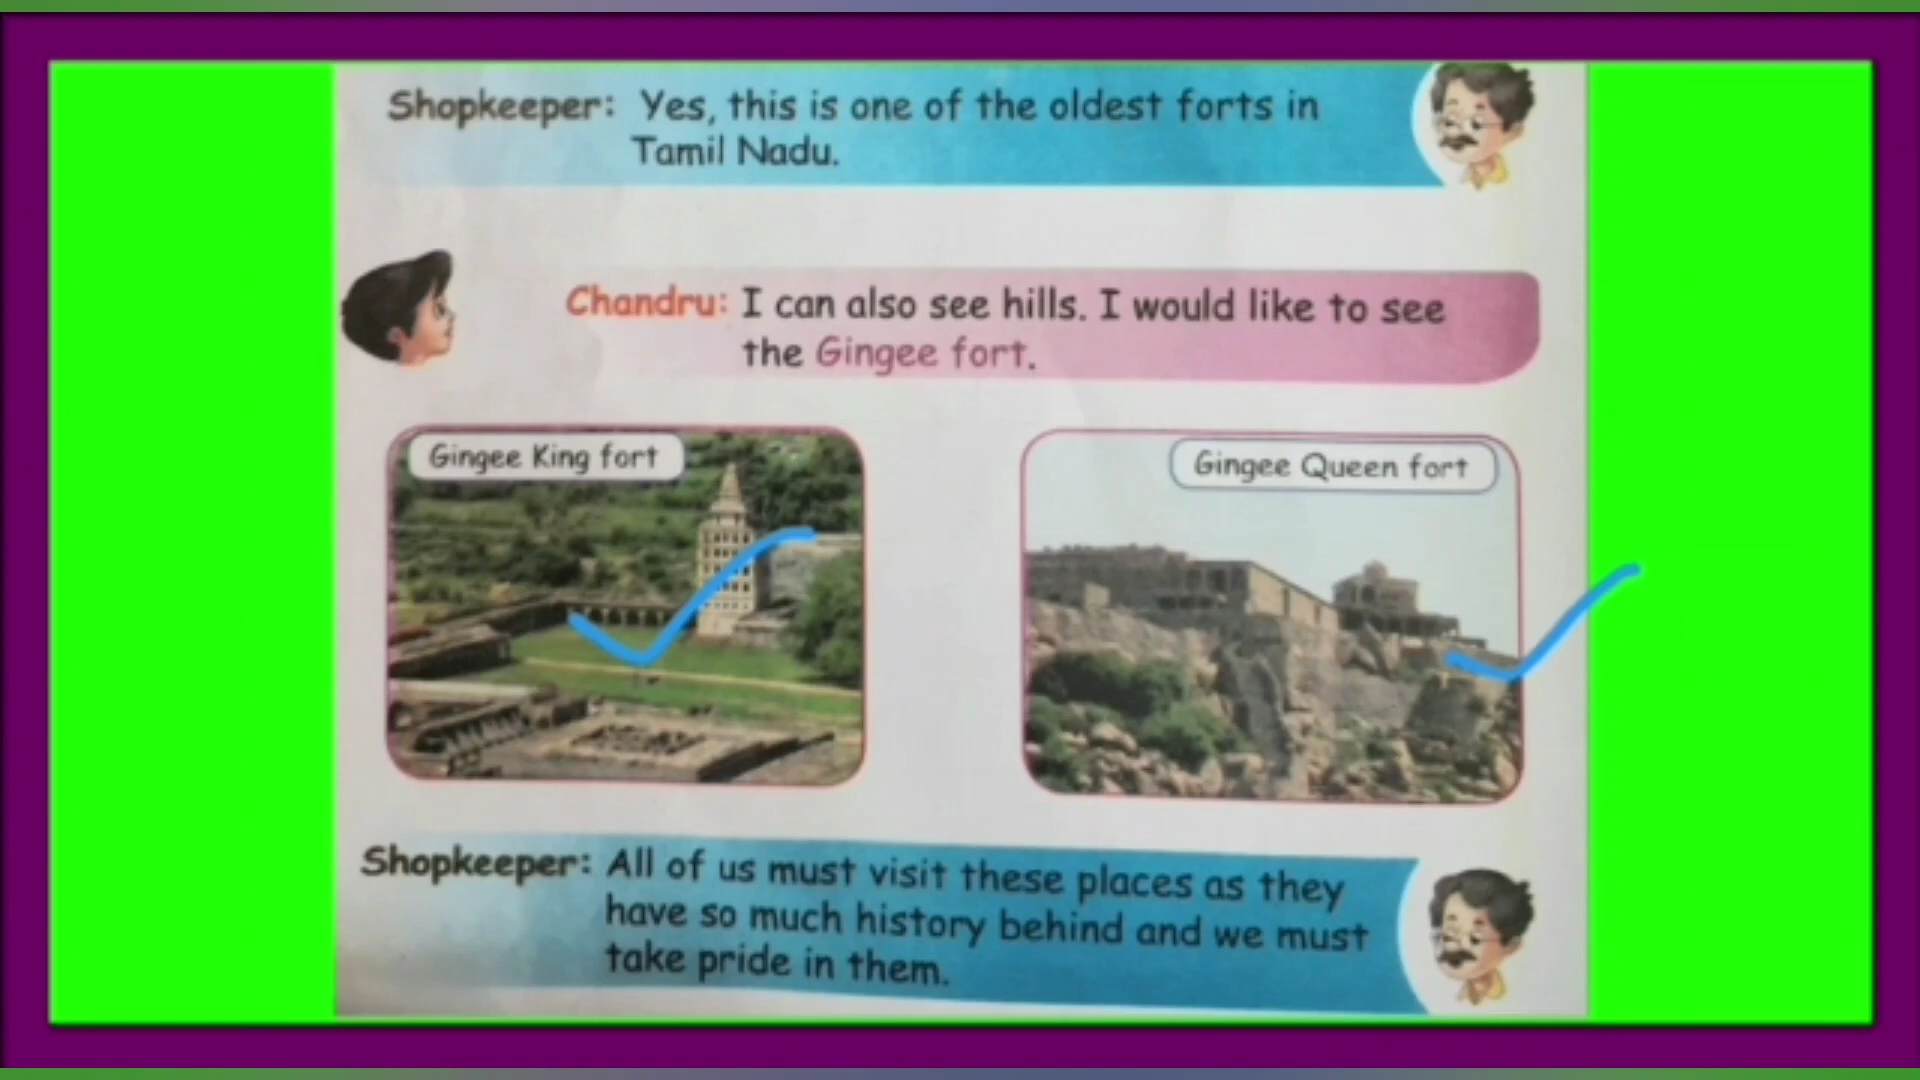 Shopkeeper: Yes, this is one of the oldest forts in
Tamil Nadu.
Chandru: I can also see hills. I would like to see
the Gingee fort.
Gingee King fort
Gingee Queen fort
Shopkeeper: All of us must visit these places as they
have so much history behind and we must
take pride in them.